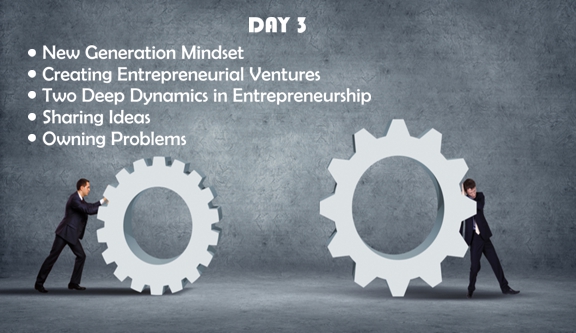 DAY 3
• New Generation Mindset
• Creating Entrepreneurial Ventures
• Two Deep Dynamics in Entrepreneurship
• Sharing Ideas
• Owning Problems